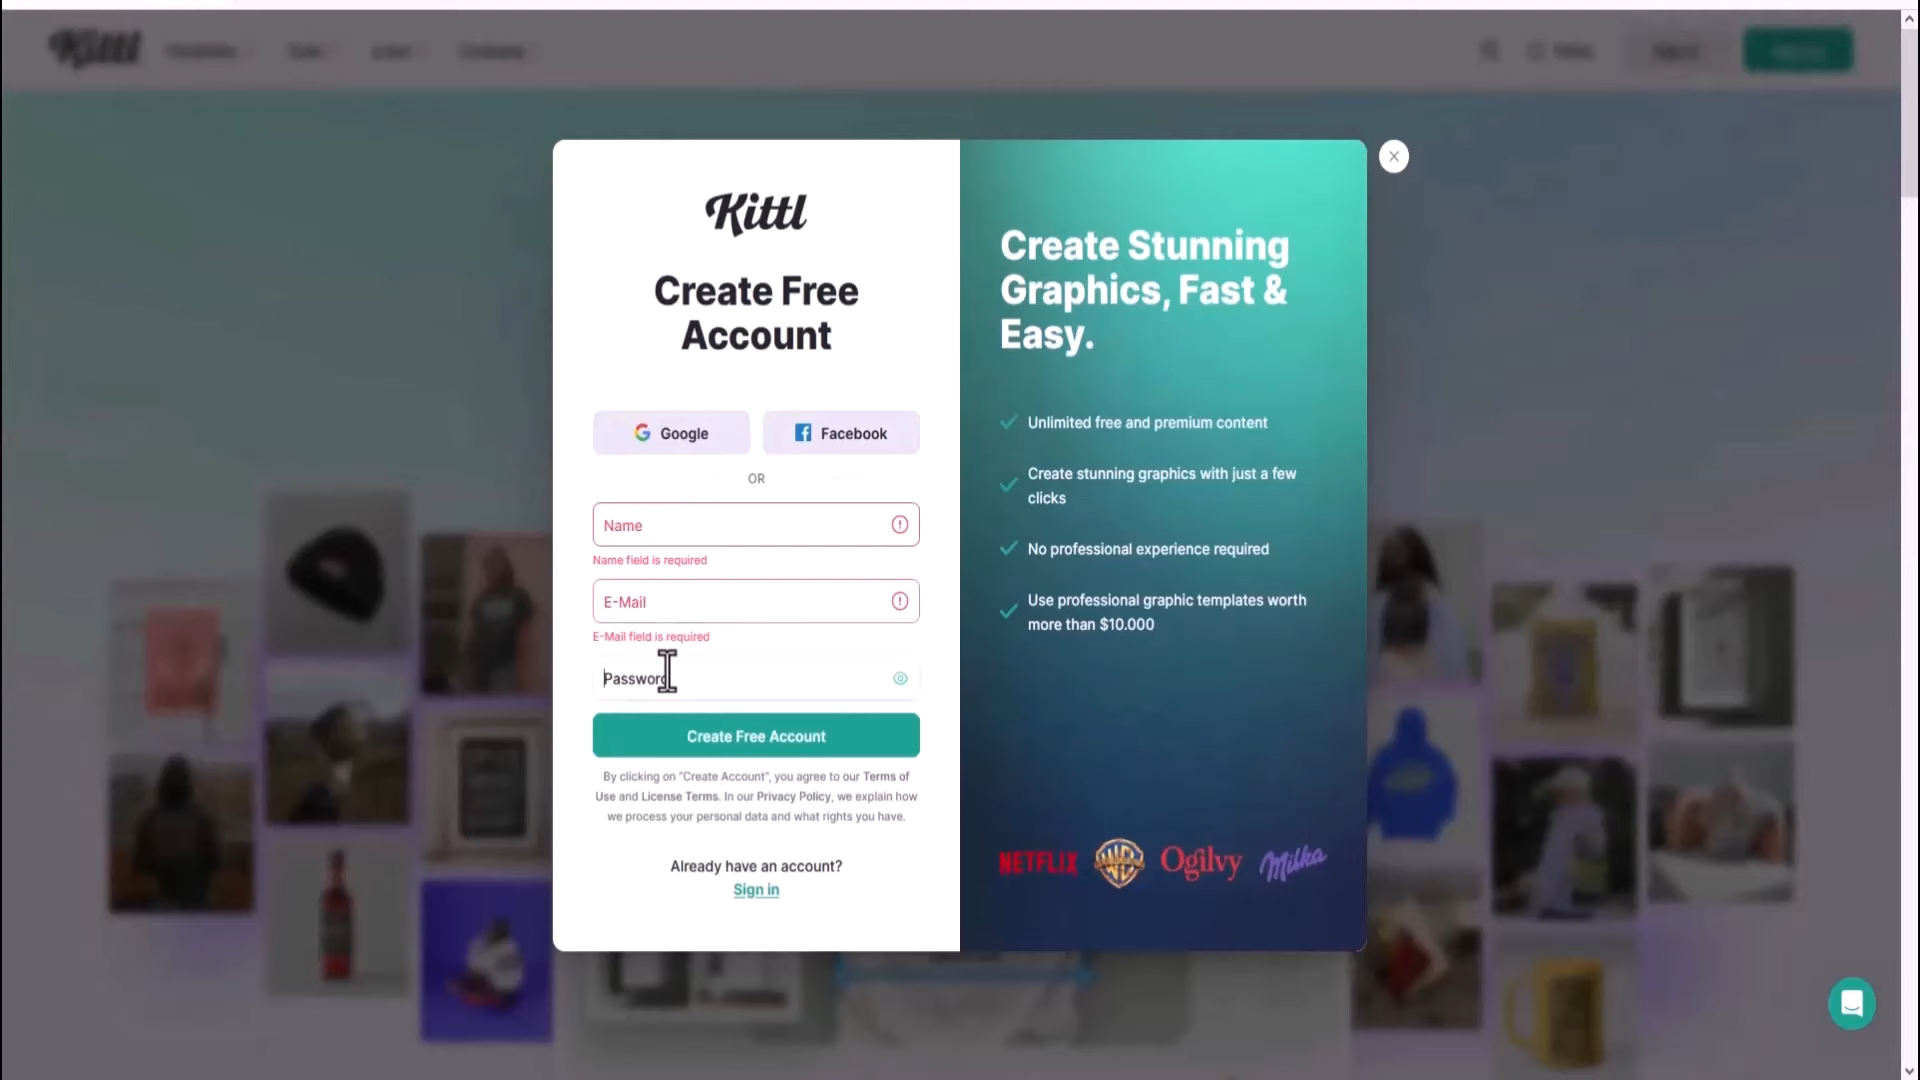 Kittl
Kittl
Create Free
Account
Google
Facebook
OR
Name
Name field is required
E-Mail
E-Mail field is required
Password
Create Free Account
By clicking on "Create Account", you agree to our Terms of
Use and License Terms. In our Privacy Policy, we explain how
we process your personal data and what rights you have.
Already have an account?
Sign in
Create Stunning
Graphics, Fast &
Easy.
Unlimited free and premium content
Create stunning graphics with just a few
clicks
No professional experience required
Use professional graphic templates worth
more than $10.000
NETFLIX
WB
Ogilvy
Milka